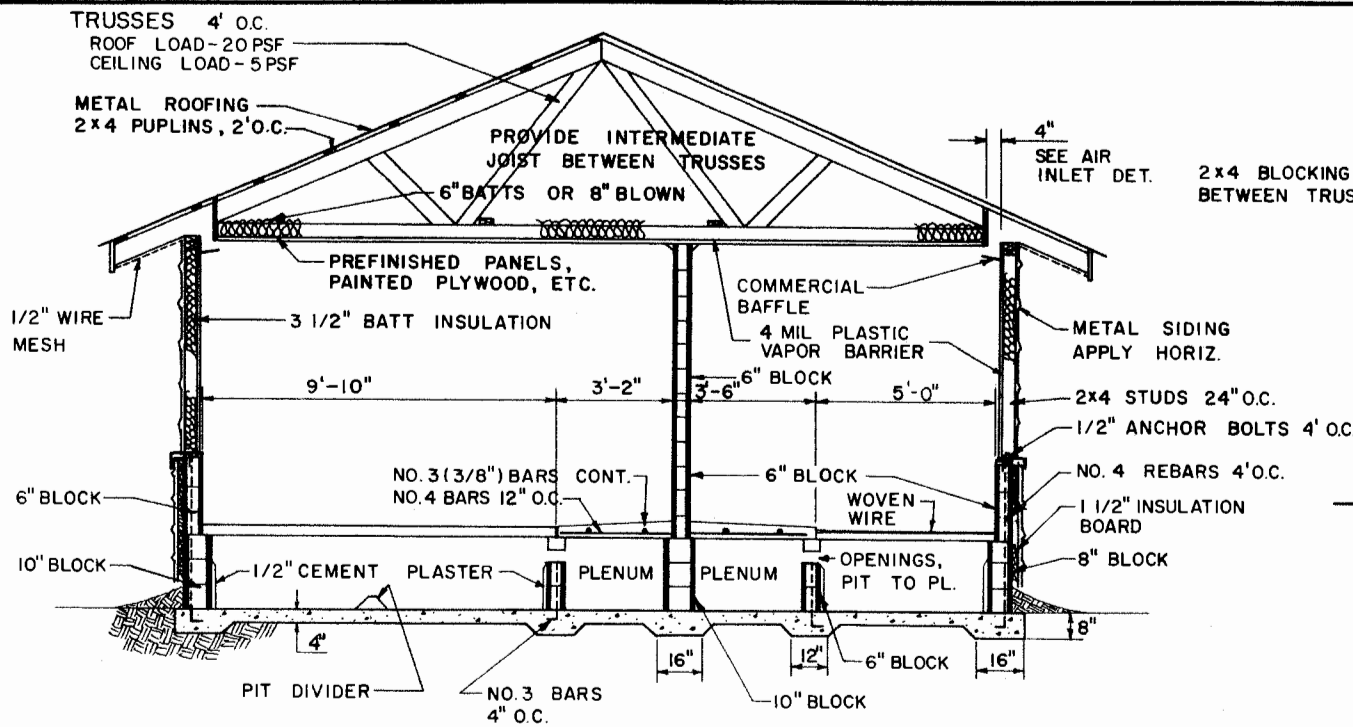 TRUSSES 4' O.C.
ROOF LOAD-20 PSF
CEILING LOAD-5 PSF
METAL ROOFING
2x4 PUPLINS, 2' O.C.
PROVIDE INTERMEDIATE
JOIST BETWEEN TRUSSES
6" BATTS OR 8" BLOWN
4"
SEE AIR
INLET DET.
2x4 BLOCKING
BETWEEN TRUS
PREFINISHED PANELS,
PAINTED PLYWOOD, ETC.
COMMERCIAL
BAFFLE
1/2" WIRE
MESH
3 1/2" BATT INSULATION
4 MIL PLASTIC
VAPOR BARRIER
METAL SIDING
APPLY HORIZ.
6" BLOCK
9'-10"
3'-2"
3'-6"
5'-0"
2x4 STUDS 24" O.C.
1/2" ANCHOR BOLTS 4' O.C.
NO. 3 (3/8") BARS CONT.
NO. 4 BARS 12" O.C.
6" BLOCK
NO. 4 REBARS 4' O.C.
6" BLOCK
WOVEN
WIRE
1 1/2" INSULATION
BOARD
10" BLOCK
1/2" CEMENT PLASTER
PLENUM
PLENUM
OPENINGS,
PIT TO PL.
8" BLOCK
4"
8"
16"
12"
6" BLOCK
16"
PIT DIVIDER
NO. 3 BARS
4" O.C.
10" BLOCK